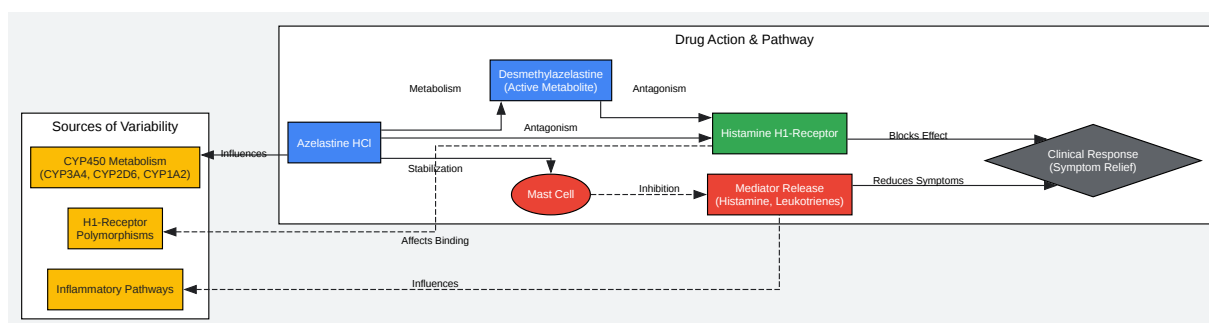 Drug Action & Pathway
Desmethylazelastine
(Active Metabolite)
Metabolism
Antagonism
Sources of Variability
Azelastine HCl
Antagonism
Histamine H1-Receptor
Blocks Effect
Influences
CYP450 Metabolism
(CYP3A4, CYP2D6, CYP1A2)
Stabilization
Clinical Response
(Symptom Relief)
Mast Cell
Inhibition
Mediator Release
(Histamine, Leukotrienes)
Reduces Symptoms
H1-Receptor
Polymorphisms
Affects Binding
Inflammatory Pathways
Influences